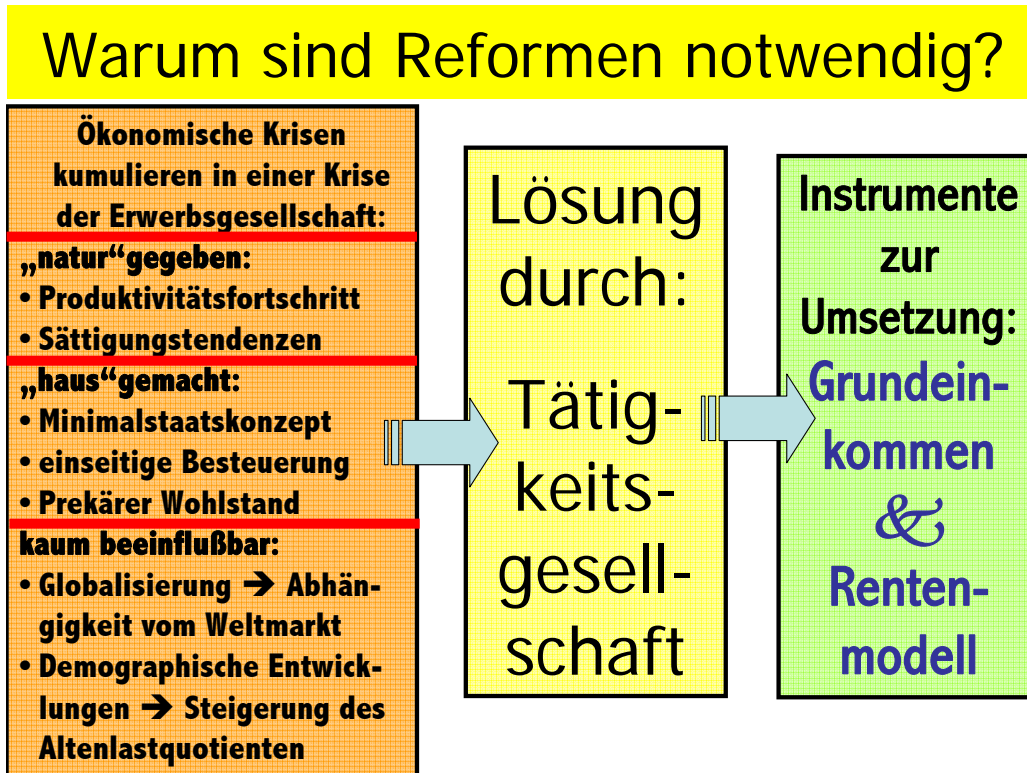 Warum sind Reformen notwendig?
Ökonomische Krisen
kumulieren in einer Krise
der Erwerbsgesellschaft:
„natur“gegeben:
• Produktivitätsfortschritt
• Sättigungstendenzen
„haus“gemacht:
• Minimalstaatskonzept
• einseitige Besteuerung
• Prekärer Wohlstand
kaum beeinflußbar:
• Globalisierung ➔ Abhän-
gigkeit vom Weltmarkt
• Demographische Entwick-
lungen ➔ Steigerung des
Altenlastquotienten
Lösung
durch:
Tätig-
keits-
gesell-
schaft
Instrumente
zur
Umsetzung:
Grundein-
kommen
&
Renten-
modell